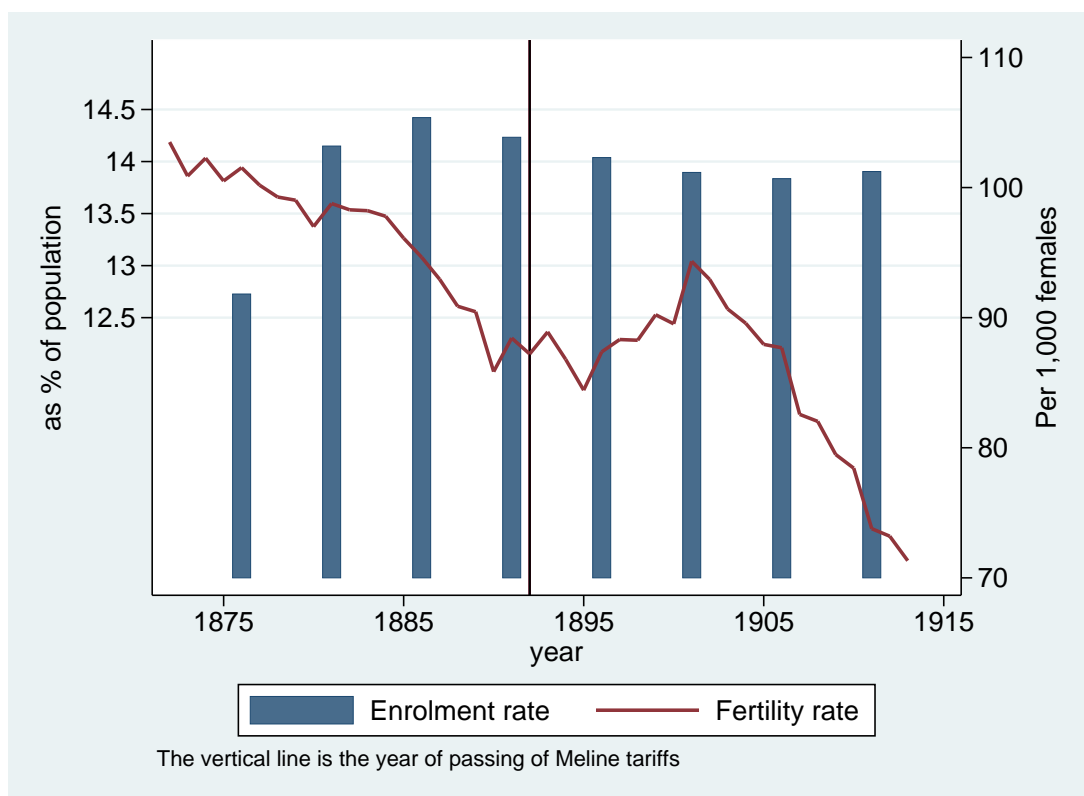 as % of population
14.5
14
13.5
13
12.5
110
100
90
80
70
Per 1,000 females
1875 1885 1895 1905 1915
year
Enrolment rate Fertility rate
The vertical line is the year of passing of Meline tariffs